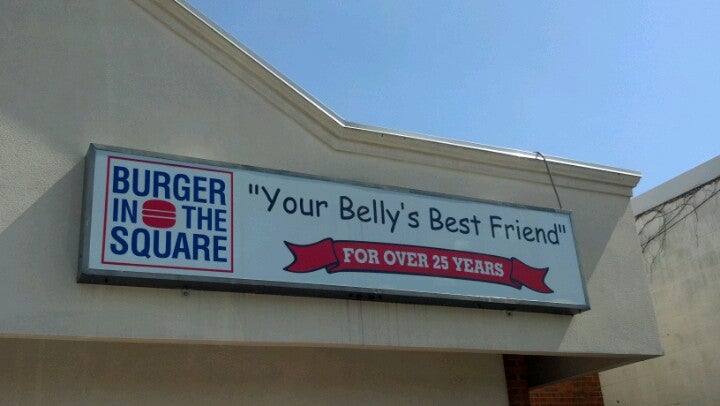 BURGER
IN THE
SQUARE
"Your Belly's Best Friend"
FOR OVER 25 YEARS